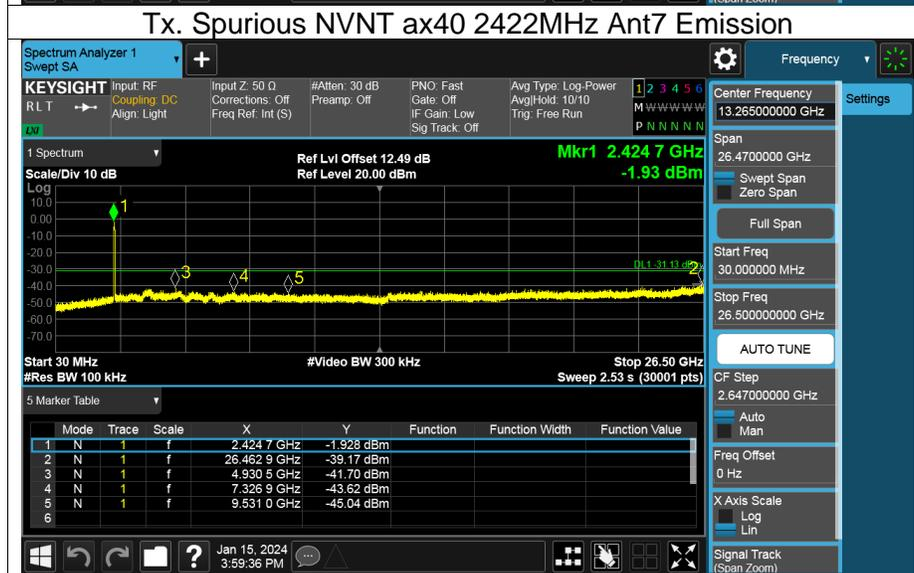 (Span Zoom)
Tx. Spurious NVNT ax40 2422MHz Ant7 Emission
Spectrum Analyzer 1
Swept SA
+
Frequency
KEYSIGHT
RLT
LXI
Input: RF
Coupling: DC
Align: Light
Input Z: 50 Ω
Corrections: Off
Freq Ref: Int (S)
#Atten: 30 dB
Preamp: Off
PNO: Fast
Gate: Off
IF Gain: Low
Sig Track: Off
Avg Type: Log-Power
Avg|Hold: 10/10
Trig: Free Run
1 2 3 4 5 6
M W W W W W
P N N N N N
Center Frequency
13.265000000 GHz
Settings
1 Spectrum
Scale/Div 10 dB
Ref Lvl Offset 12.49 dB
Ref Level 20.00 dBm
Mkr1 2.424 7 GHz
-1.93 dBm
Span
26.4700000 GHz
Swept Span
Zero Span
Full Span
Log
10.0
0.00
-10.0
-20.0
-30.0
-40.0
-50.0
-60.0
-70.0
1
3
4
5
2
DL1 -31.13 dBm
Start Freq
30.000000 MHz
Stop Freq
26.500000000 GHz
AUTO TUNE
Start 30 MHz
#Video BW 300 kHz
Stop 26.50 GHz
#Res BW 100 kHz
Sweep 2.53 s (30001 pts)
CF Step
2.647000000 GHz
Auto
Man
5 Marker Table
Mode Trace Scale X Y Function Function Width Function Value
1 N 1 f 2.424 7 GHz -1.928 dBm
2 N 1 f 26.462 9 GHz -39.17 dBm
3 N 1 f 4.930 5 GHz -41.70 dBm
4 N 1 f 7.326 9 GHz -43.62 dBm
5 N 1 f 9.531 0 GHz -45.04 dBm
6
Freq Offset
0 Hz
X Axis Scale
Log
Lin
Signal Track
(Span Zoom)
?
Jan 15, 2024
3:59:36 PM